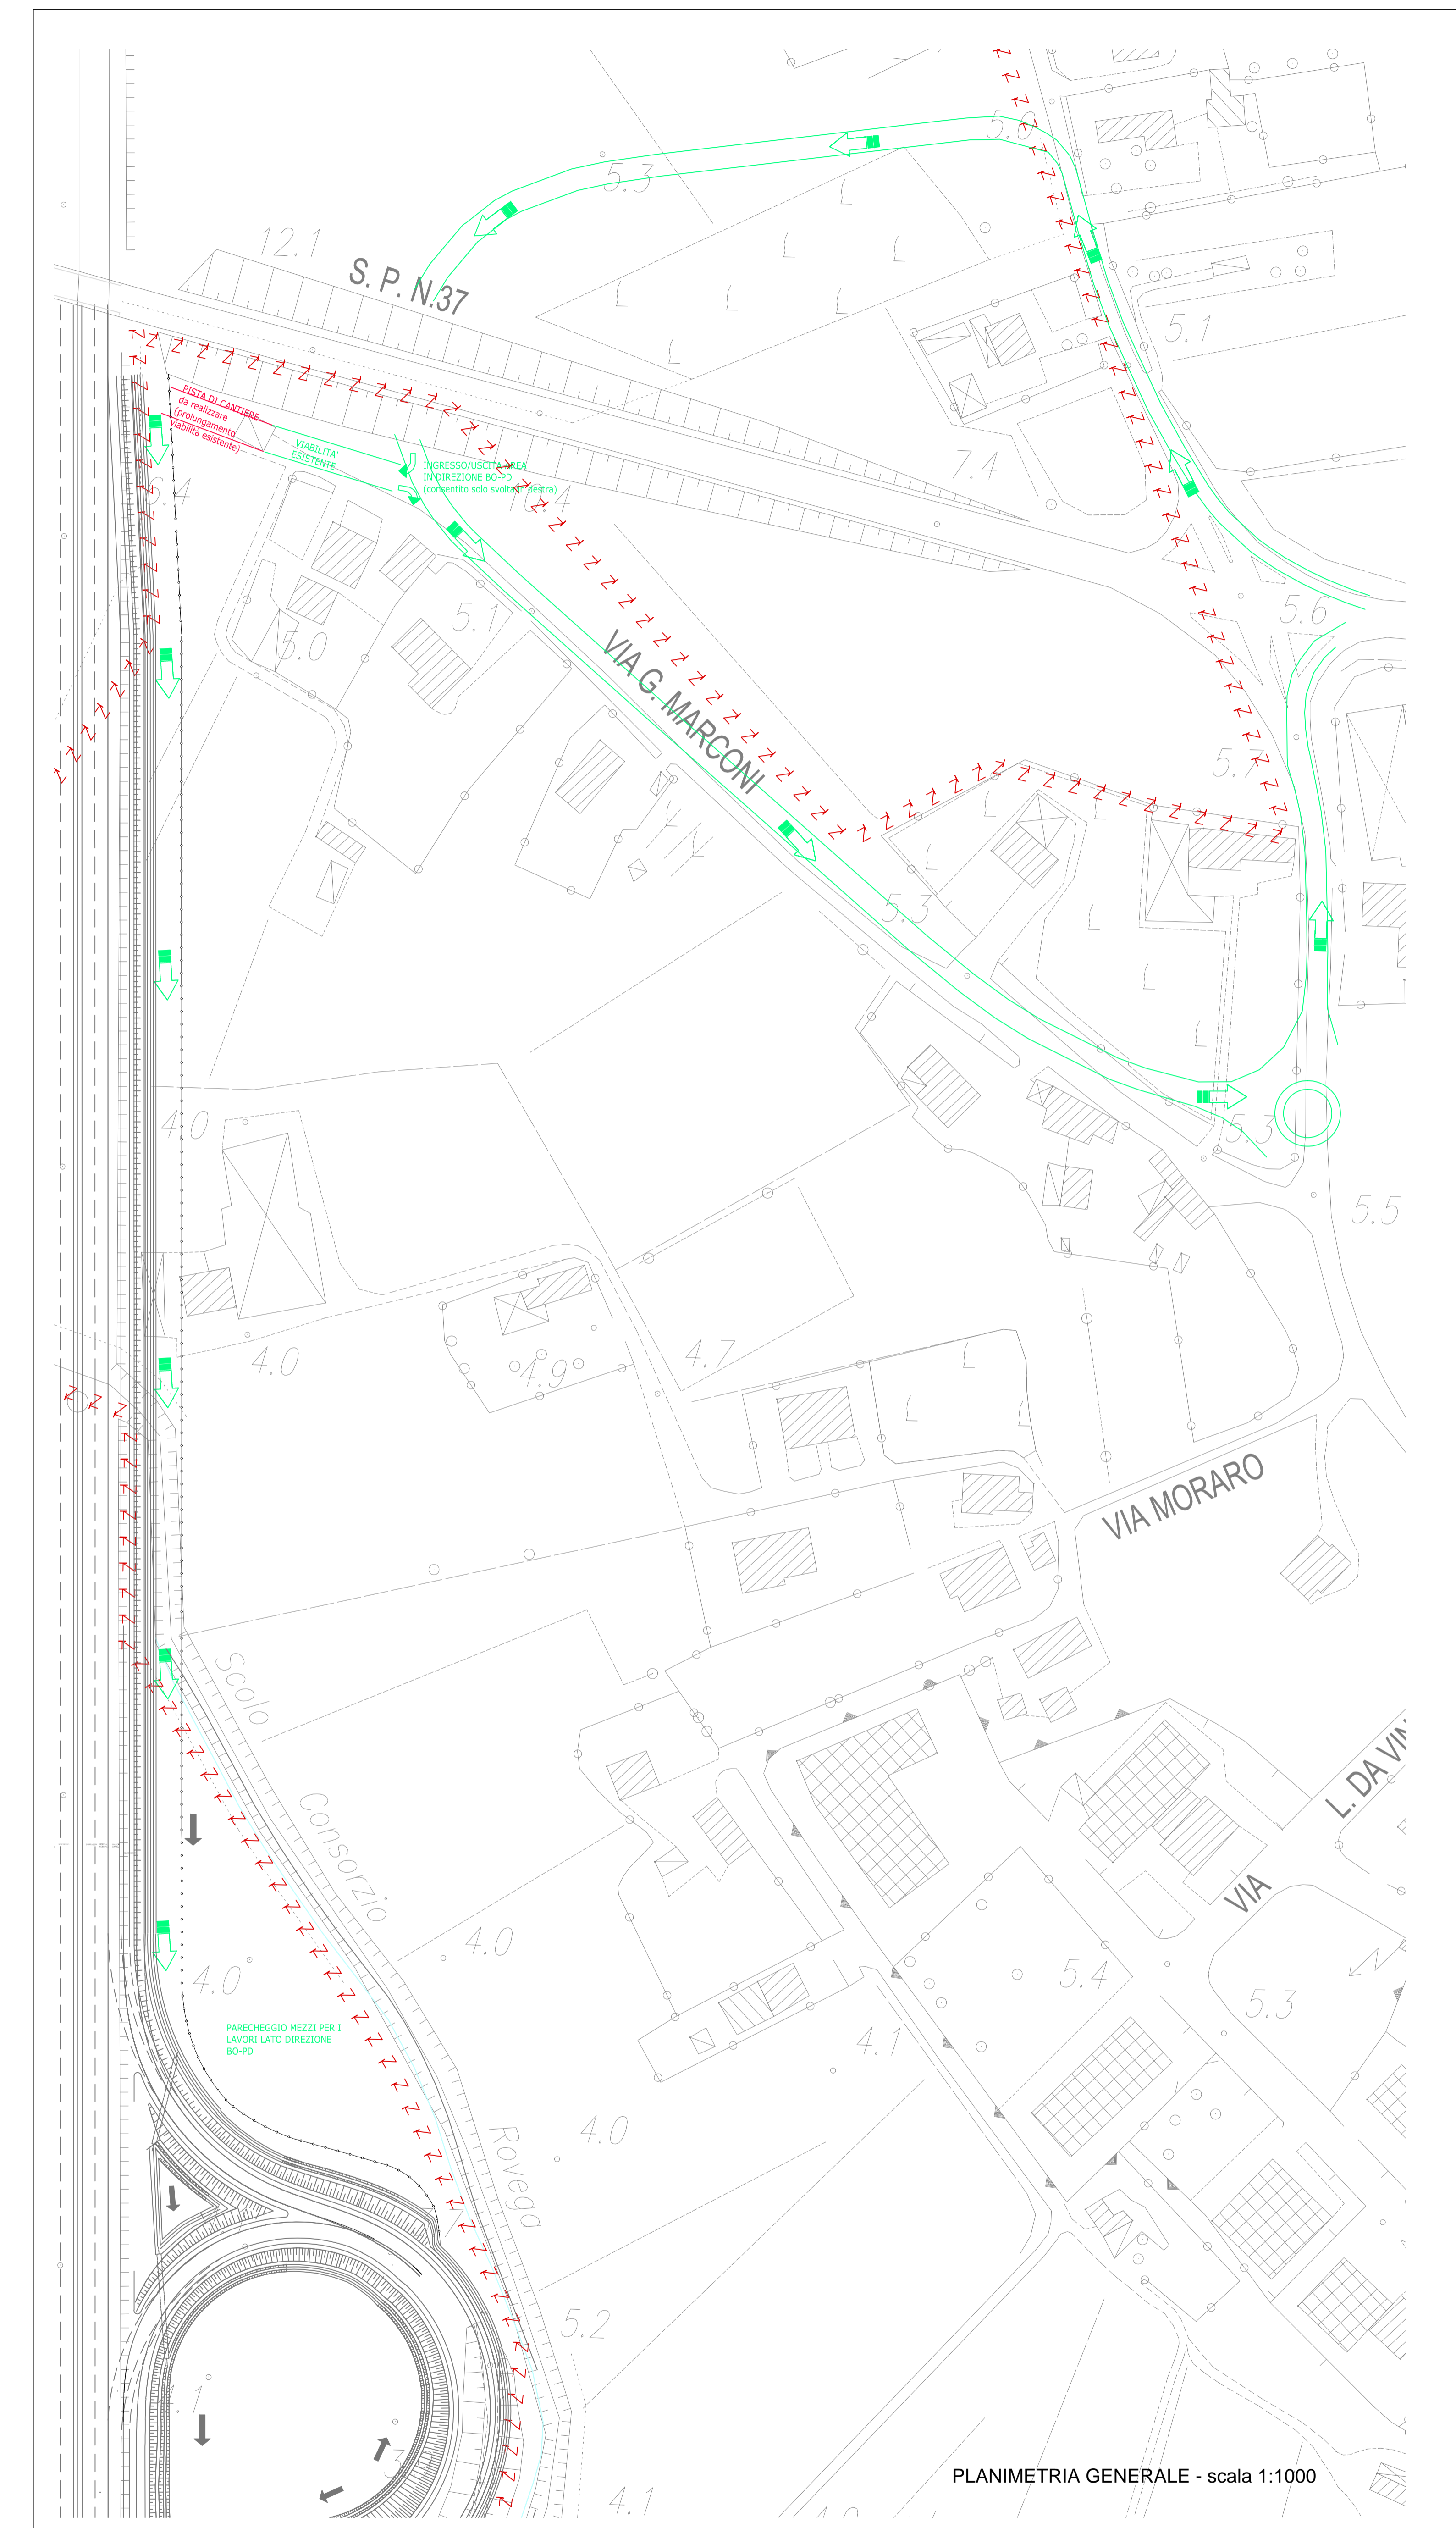 5.0
5.3
12.1
S. P. N.37
5.1
PISTA DI CANTIERE
da realizzare
(prolungamento
viabilità esistente)
VIABILITA'
ESISTENTE
INGRESSO/USCITA AREA
IN DIREZIONE BO-PD
(consentito solo svolta in destra)
7.4
10.4
5.1
5.0
5.6
VIA G. MARCONI
5.7
5.3
4.0
5.3
5.5
4.0
4.9
4.7
VIA MORARO
Scolo
Consorzio
Rovega
L. DA VIN
VIA
4.0
4.0
5.4
5.3
PARECHEGGIO MEZZI PER I
LAVORI LATO DIREZIONE
BO-PD
4.1
4.0
5.2
4.1
PLANIMETRIA GENERALE - scala 1:1000